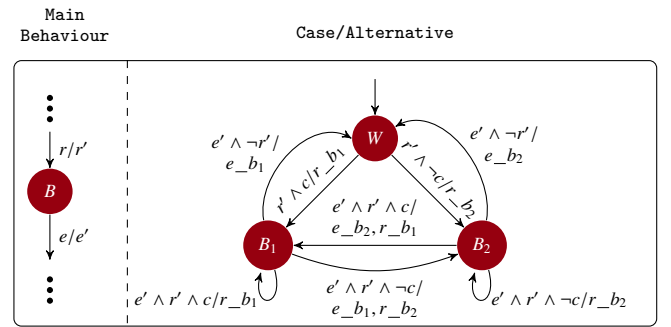 Main
Behaviour
Case/Alternative
r/r′
B
e/e′
W
e′ ∧ ¬r′/
e_b₁
r′ ∧ c/r_b₁
r′ ∧ ¬c/r_b₂
e′ ∧ ¬r′/
e_b₂
e′ ∧ r′ ∧ c/
e_b₂, r_b₁
B₁
B₂
e′ ∧ r′ ∧ c/r_b₁
e′ ∧ r′ ∧ ¬c/
e_b₁, r_b₂
e′ ∧ r′ ∧ ¬c/r_b₂